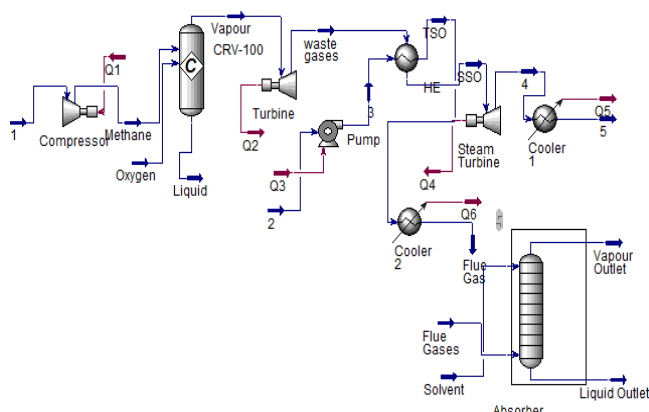 Q1
1
Compressor
Methane
Oxygen
Vapour
CRV-100
C
Liquid
waste
gases
Turbine
Q2
Q3
2
3
Pump
TSO
HE
SSO
Q4
4
Steam
Turbine
Q5
5
Cooler
1
Q6
Cooler
2
Flue
Gas
Flue
Gases
Solvent
Vapour
Outlet
Liquid Outlet
Absorber